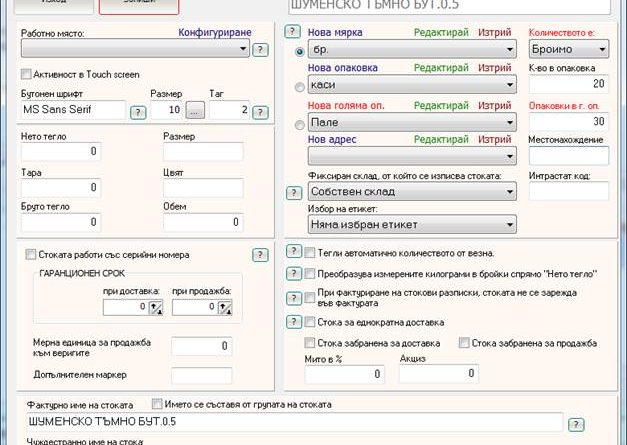 Изход Запиши ШУМЕНСКО ТЪМНО БУТ.0.5
Работно място: Конфигуриране
?
Активност в Touch screen
Бутонен шрифт Размер Таг
MS Sans Serif ? 10 ... 2 ?
Нето тегло Размер
0
Тара Цвят
0
Бруто тегло Обем
0 0
? Нова мярка Редактирай Изтрий Количеството е:
бр. Броимо
Нова опаковка Редактирай Изтрий К-во в опаковка
каси 20
Нова голяма оп. Редактирай Изтрий Опаковки в г. оп.
Пале 30
Нов адрес Редактирай Изтрий Местонахождение
Фиксиран склад, от който се изписва стоката: Интрастат код:
? Собствен склад
Избор на етикет:
Няма избран етикет
Стоката работи със серийни номера ?
ГАРАНЦИОНЕН СРОК
при доставка: при продажба:
0 0
Мерна единица за продажба
към веригите 0
Допълнителен маркер
? Тегли автоматично количеството от везна.
? Преобразува измерените килограми в бройки спрямо "Нето тегло"
? При фактуриране на стокови разписки, стоката не се зарежда
във фактурата
? Стока за еднократна доставка
Стока забранена за доставка Стока забранена за продажба
Мито в % Акциз
0 0
Фактурно име на стоката Името се съставя от групата на стоката
ШУМЕНСКО ТЪМНО БУТ.0.5 ?
Чуждестранно име на стока: